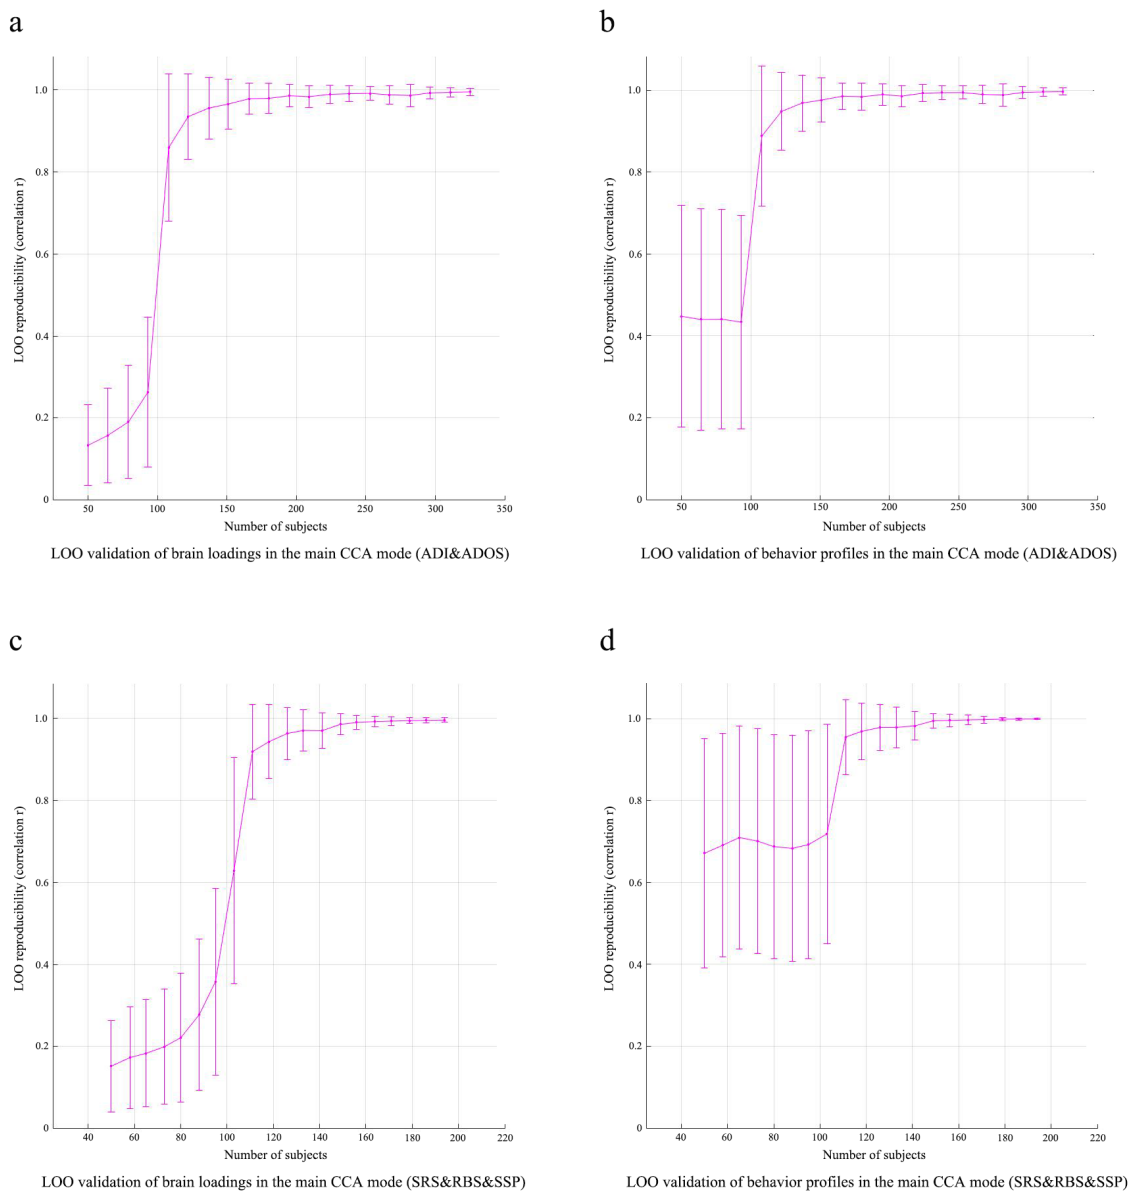 a
b
LOO reproducibility (correlation r)
1.0
0.8
0.6
0.4
0.2
0
50 100 150 200 250 300 350
Number of subjects
LOO validation of brain loadings in the main CCA mode (ADI&ADOS)
LOO reproducibility (correlation r)
1.0
0.8
0.6
0.4
0.2
0
50 100 150 200 250 300 350
Number of subjects
LOO validation of behavior profiles in the main CCA mode (ADI&ADOS)
c
d
LOO reproducibility (correlation r)
1.0
0.8
0.6
0.4
0.2
0
40 60 80 100 120 140 160 180 200 220
Number of subjects
LOO validation of brain loadings in the main CCA mode (SRS&RBS&SSP)
LOO reproducibility (correlation r)
1.0
0.8
0.6
0.4
0.2
0
40 60 80 100 120 140 160 180 200 220
Number of subjects
LOO validation of behavior profiles in the main CCA mode (SRS&RBS&SSP)